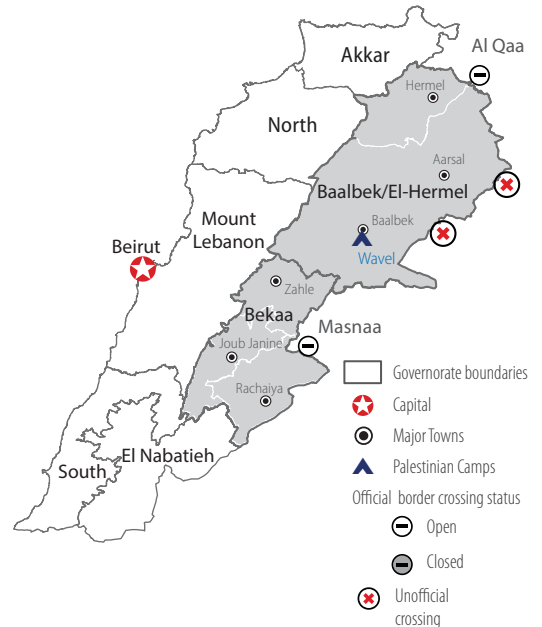 Akkar
Al Qaa
Hermel
North
Aarsal
Baalbek/El-Hermel
Mount
Lebanon
Baalbek
Beirut
Wavel
Zahle
Bekaa
Masnaa
Joub Janine
Rachaiya
El Nabatieh
South
Governorate boundaries
Capital
Major Towns
Palestinian Camps
Official border crossing status
Open
Closed
Unofficial
crossing